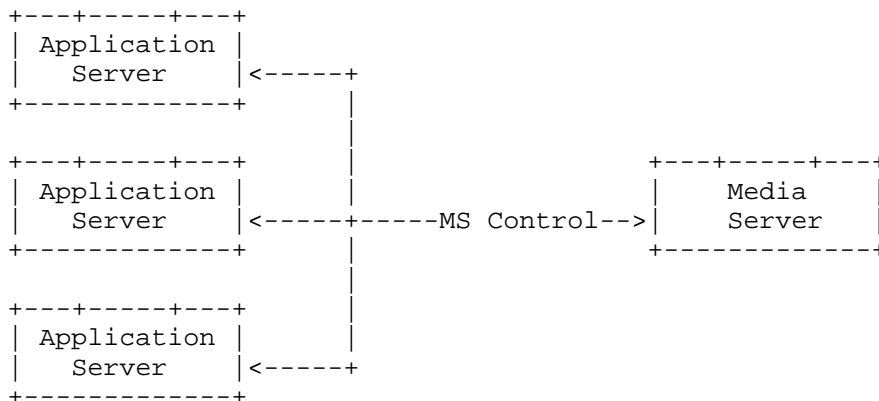 Application
Server
Application
Server
MS Control
Media
Server
Application
Server